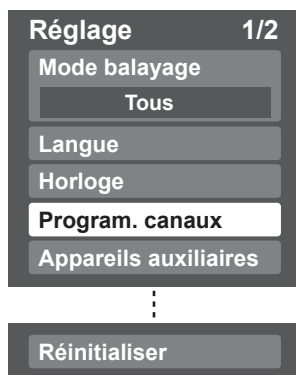 Réglage 1/2
Mode balayage
Tous
Langue
Horloge
Program. canaux
Appareils auxiliaires
Réinitialiser